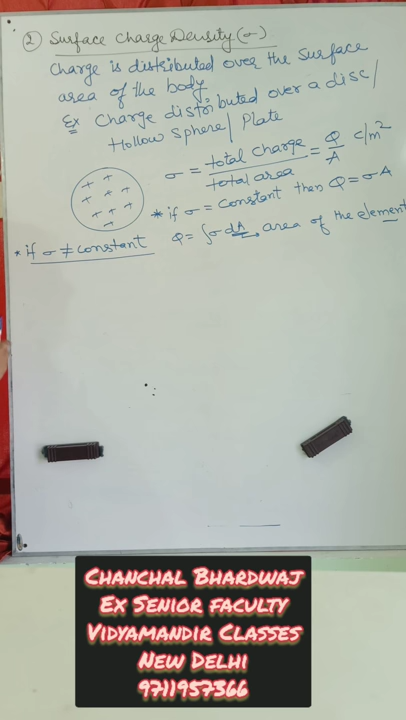 ② Surface Charge Density (σ)
Charge is distributed over the surface
area of the body
Ex Charge distributed over a disc/
Hollow sphere/ Plate
σ = total charge/total area = Q/A C/m²
* if σ = constant then Q = σA
* if σ ≠ constant Q = ∫σ dA → area of the element
Chanchal Bhardwaj
Ex Senior faculty
Vidyamandir Classes
New Delhi
9711957366